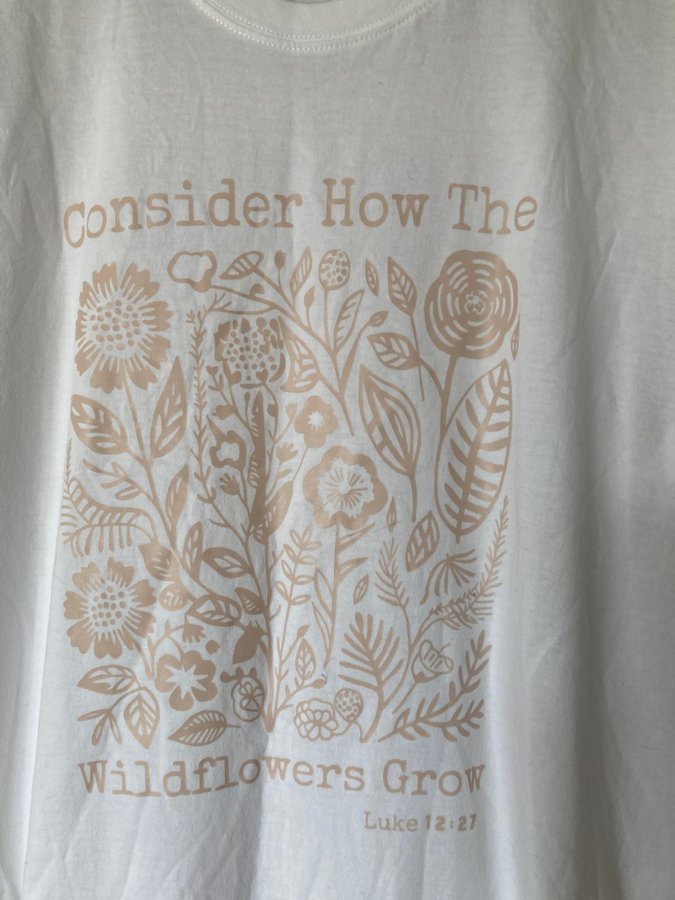 Consider How The
Wildflowers Grow
Luke 12:27